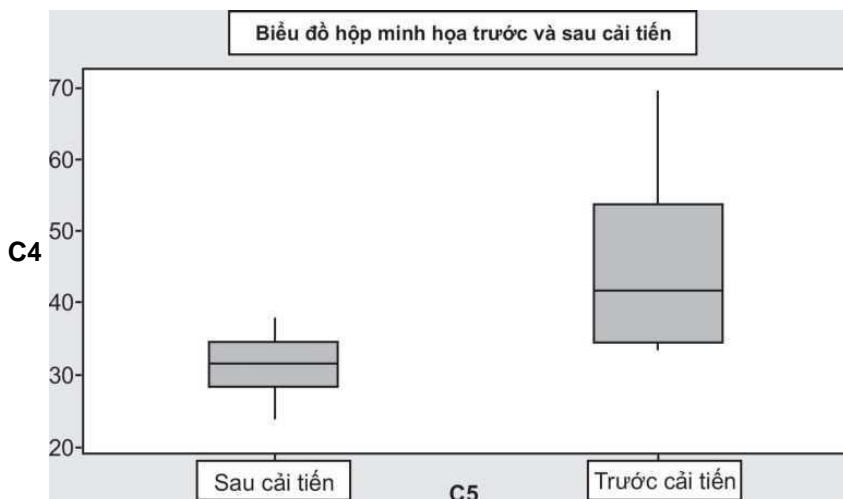 Biểu đồ hộp minh họa trước và sau cải tiến
70
60
50
C4
40
30
20
Sau cải tiến
Trước cải tiến
C5